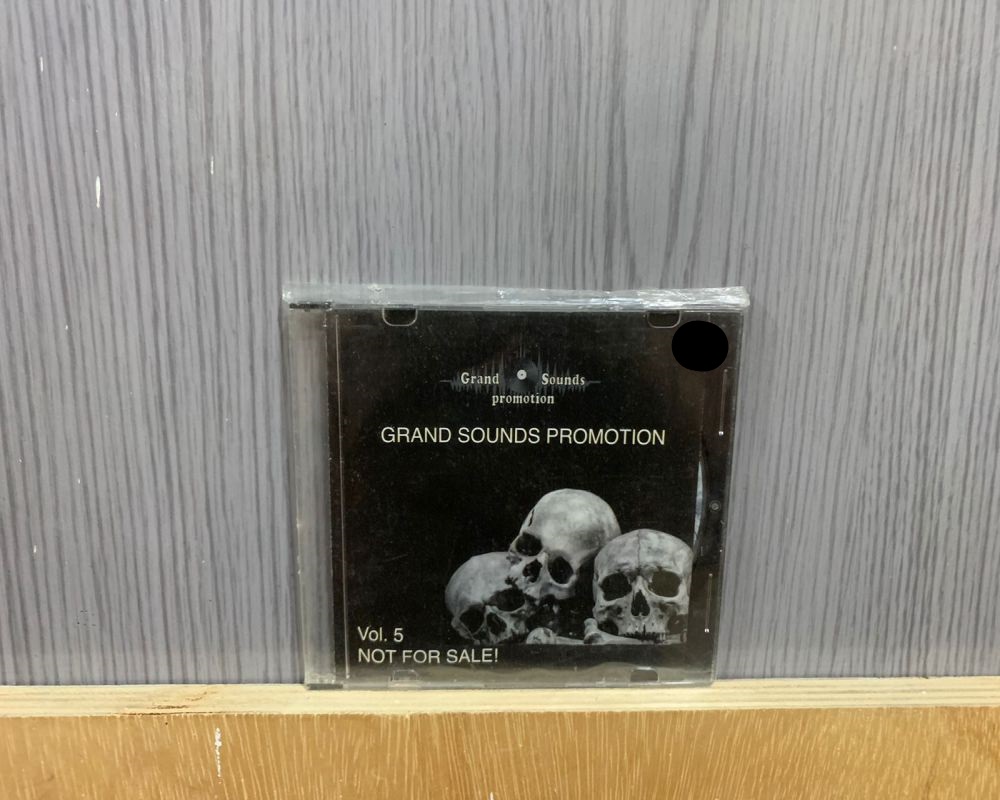 Grand Sounds
promotion
GRAND SOUNDS PROMOTION
Vol. 5
NOT FOR SALE!